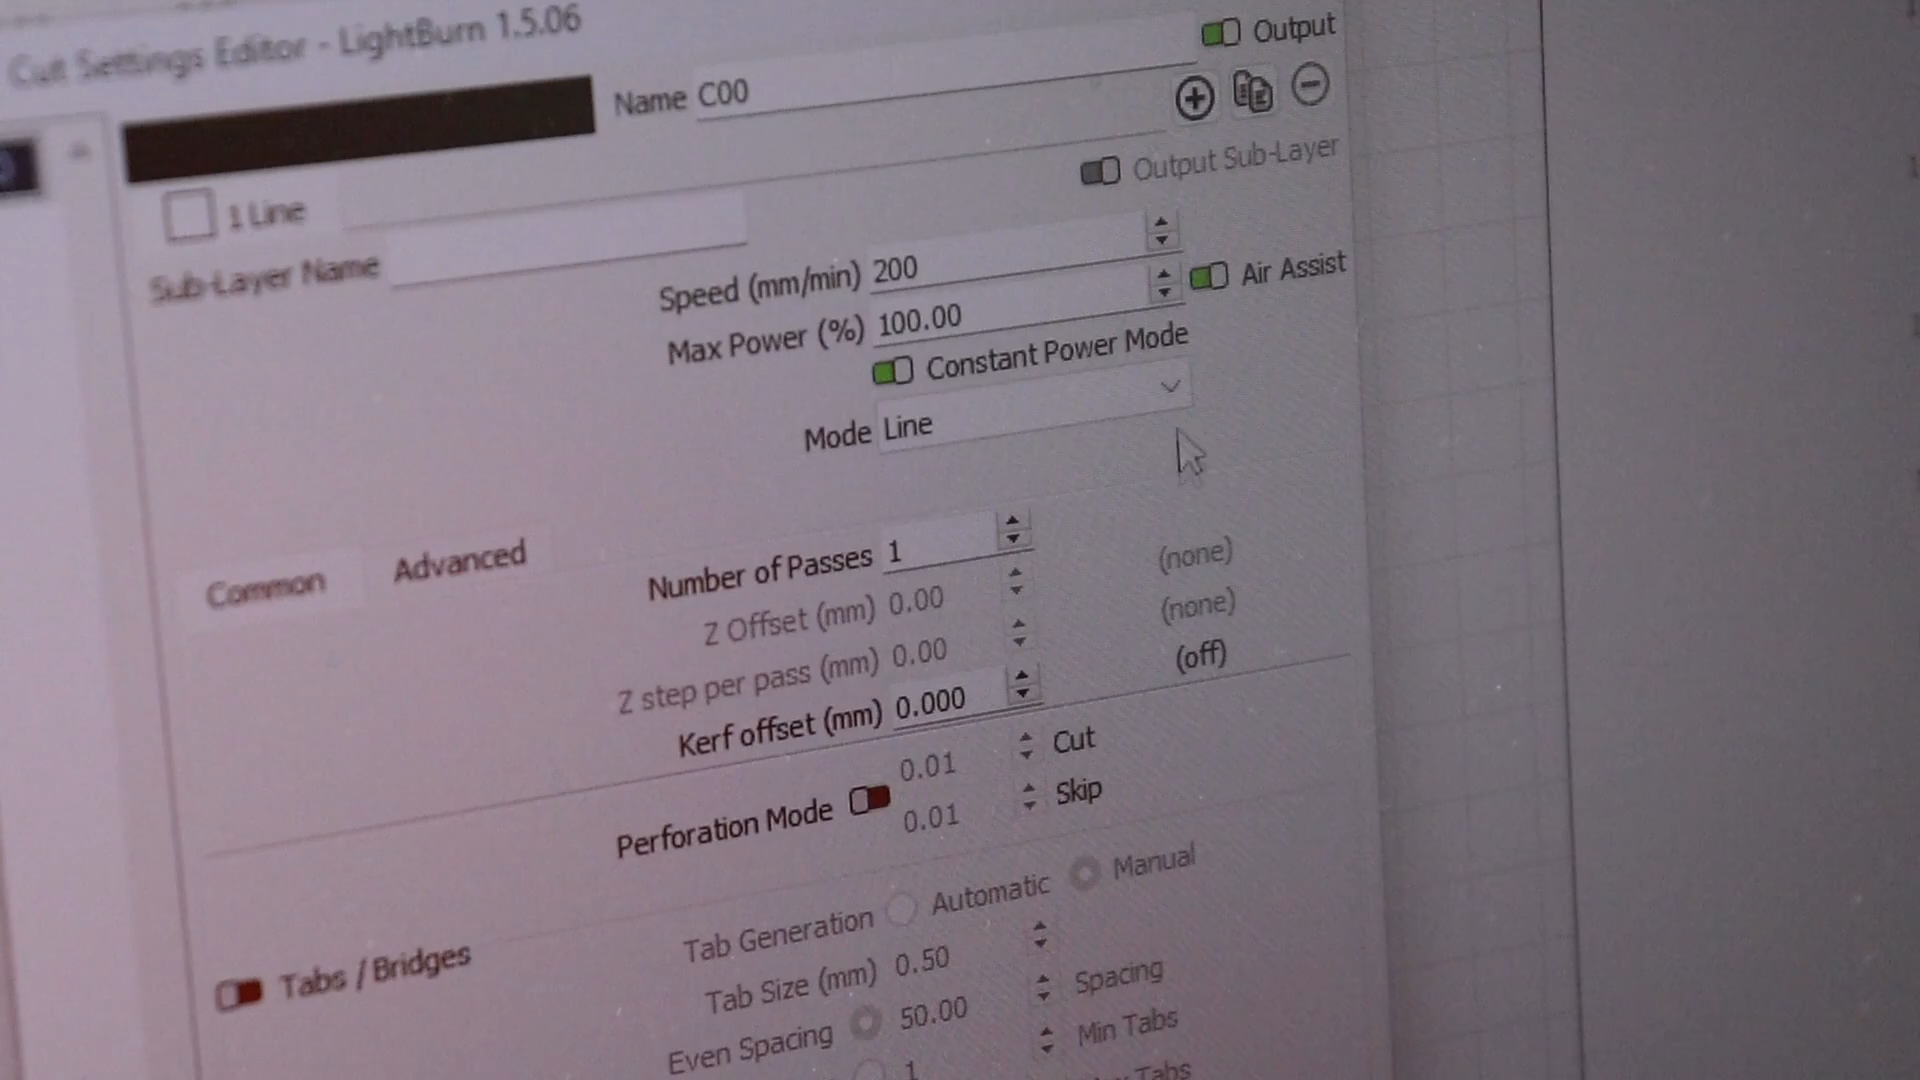 Cut Settings Editor - LightBurn 1.5.06
Name C00
Output
1 Line
Output Sub-Layer
Sub-Layer Name
Speed (mm/min) 200
Max Power (%) 100.00
Air Assist
Constant Power Mode
Mode Line
Common
Advanced
Number of Passes 1
Z Offset (mm) 0.00 (none)
Z step per pass (mm) 0.00 (none)
Kerf offset (mm) 0.000 (off)
Perforation Mode 0.01 Cut
0.01 Skip
Tabs / Bridges
Tab Generation Automatic Manual
Tab Size (mm) 0.50
Even Spacing 50.00 Spacing
1 Min Tabs
Tabs